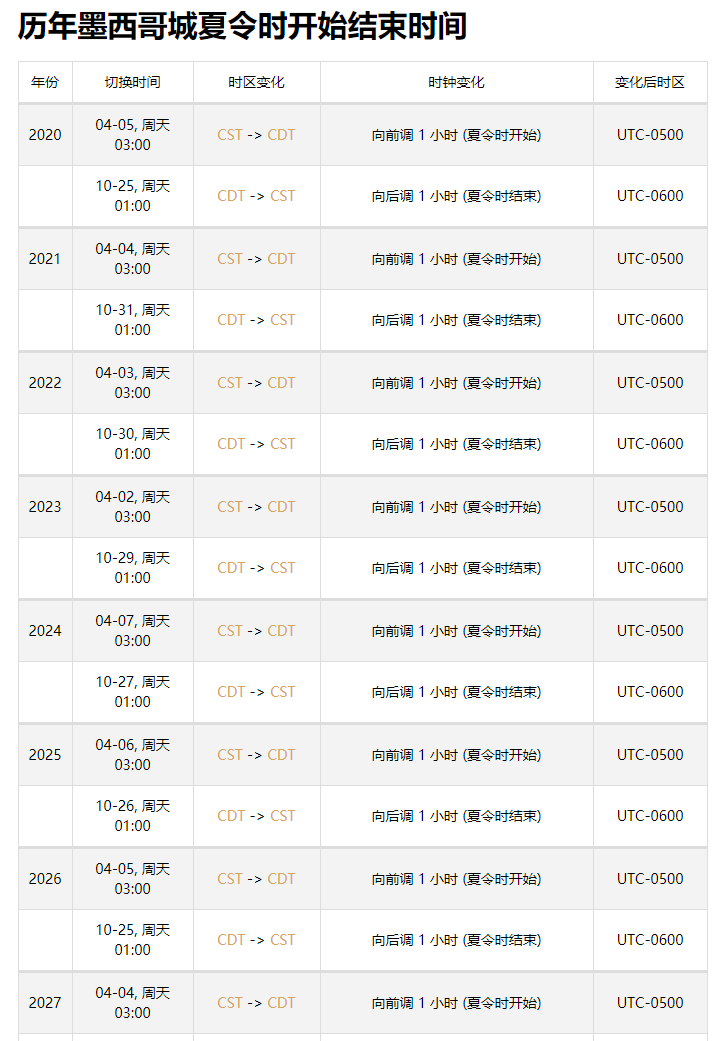 历年墨西哥城夏令时开始结束时间
年份 切换时间 时区变化 时钟变化 变化后时区
2020 04-05, 周天 03:00 CST -> CDT 向前调 1 小时 (夏令时开始) UTC-0500
10-25, 周天 01:00 CDT -> CST 向后调 1 小时 (夏令时结束) UTC-0600
2021 04-04, 周天 03:00 CST -> CDT 向前调 1 小时 (夏令时开始) UTC-0500
10-31, 周天 01:00 CDT -> CST 向后调 1 小时 (夏令时结束) UTC-0600
2022 04-03, 周天 03:00 CST -> CDT 向前调 1 小时 (夏令时开始) UTC-0500
10-30, 周天 01:00 CDT -> CST 向后调 1 小时 (夏令时结束) UTC-0600
2023 04-02, 周天 03:00 CST -> CDT 向前调 1 小时 (夏令时开始) UTC-0500
10-29, 周天 01:00 CDT -> CST 向后调 1 小时 (夏令时结束) UTC-0600
2024 04-07, 周天 03:00 CST -> CDT 向前调 1 小时 (夏令时开始) UTC-0500
10-27, 周天 01:00 CDT -> CST 向后调 1 小时 (夏令时结束) UTC-0600
2025 04-06, 周天 03:00 CST -> CDT 向前调 1 小时 (夏令时开始) UTC-0500
10-26, 周天 01:00 CDT -> CST 向后调 1 小时 (夏令时结束) UTC-0600
2026 04-05, 周天 03:00 CST -> CDT 向前调 1 小时 (夏令时开始) UTC-0500
10-25, 周天 01:00 CDT -> CST 向后调 1 小时 (夏令时结束) UTC-0600
2027 04-04, 周天 03:00 CST -> CDT 向前调 1 小时 (夏令时开始) UTC-0500